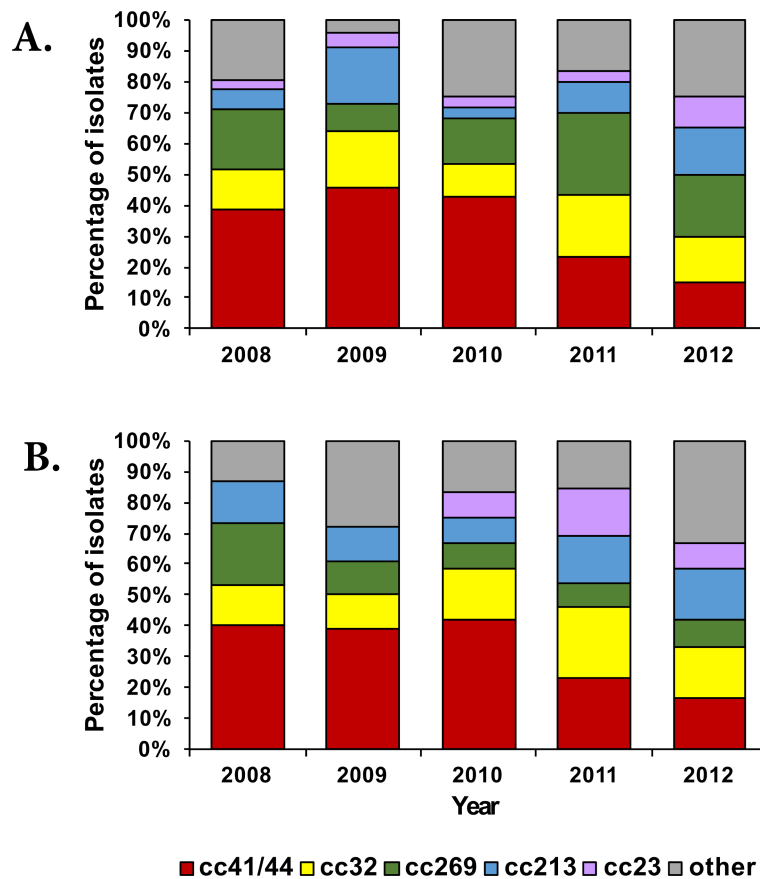 A.
Percentage of isolates
100%
90%
80%
70%
60%
50%
40%
30%
20%
10%
0%
2008 2009 2010 2011 2012
B.
Percentage of isolates
100%
90%
80%
70%
60%
50%
40%
30%
20%
10%
0%
2008 2009 2010 2011 2012
Year
cc41/44 cc32 cc269 cc213 cc23 other